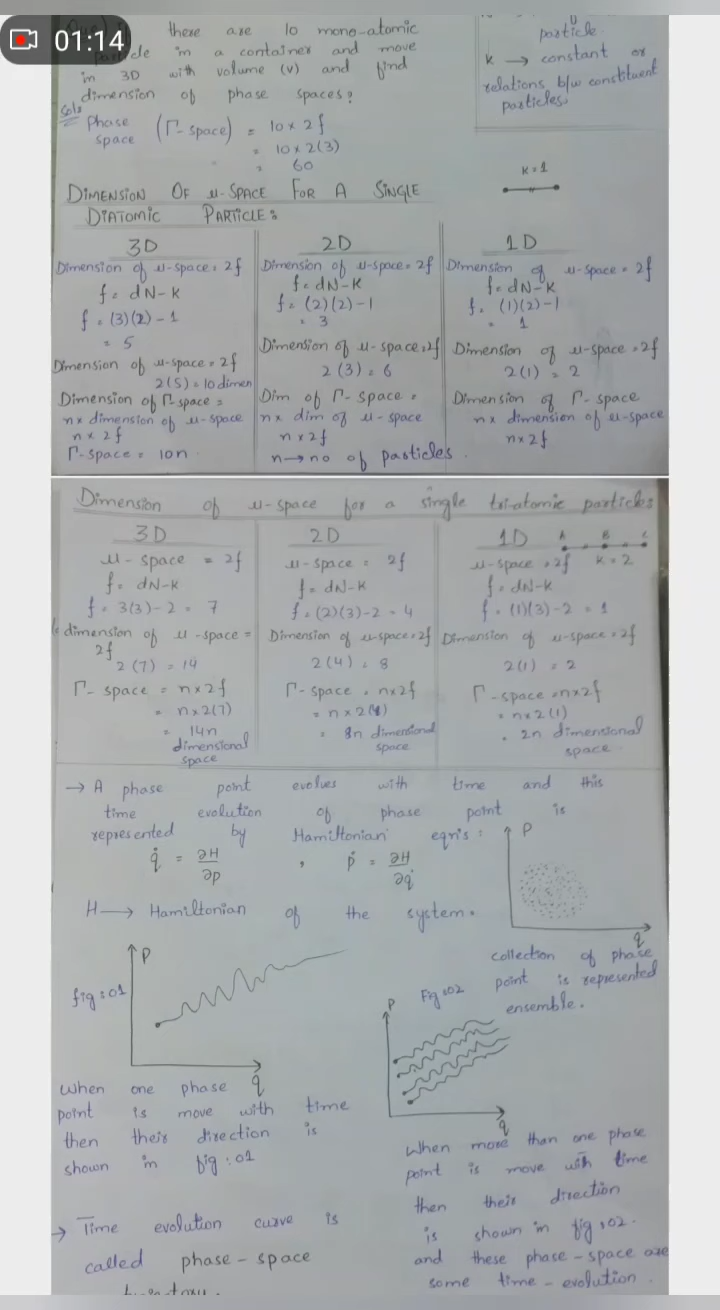 01:14
there are 10 mono-atomic
in a container and move
in 3D with volume (v) and find
dimension of phase spaces?
Sol:
Phase space (Γ-space) = 10 x 2f
= 10 x 2(3)
= 60
particle.
K → constant or
relations b/w constituent
particles.
K = 1
DIMENSION OF μ-SPACE FOR A SINGLE
DIATOMIC PARTICLE:
3D
Dimension of μ-space = 2f
f = dN-K
f = (3)(2) - 1
= 5
Dimension of μ-space = 2f
2(5) = 10 dimen
Dimension of Γ-space =
n x dimension of μ-space
n x 2f
Γ-space = 10n
2D
Dimension of μ-space = 2f
f = dN-K
f = (2)(2) - 1
= 3
Dimension of μ-space = 2f
2(3) = 6
Dim of Γ-space =
n x dim of μ-space
n x 2f
n → no of particles.
1D
Dimension of μ-space = 2f
f = dN-K
f = (1)(2) - 1
= 1
Dimension of μ-space = 2f
2(1) = 2
Dimension of Γ-space
n x dimension of μ-space
n x 2f
Dimension of μ-space for a single tri-atomic particles
3D
μ-space = 2f
f = dN-K
f = 3(3) - 2 = 7
dimension of μ-space =
2f
2(7) = 14
Γ-space = n x 2f
= n x 2(7)
= 14n
dimensional
space
2D
μ-space = 2f
f = dN-K
f = (2)(3) - 2 = 4
Dimension of μ-space = 2f
2(4) = 8
Γ-space = n x 2f
= n x 2(4)
= 8n dimensional
space
1D
A B C
μ-space = 2f K = 2
f = dN-K
f = (1)(3) - 2 = 1
Dimension of μ-space = 2f
2(1) = 2
Γ-space = n x 2f
= n x 2(1)
= 2n dimensional
space.
→ A phase point evolves with time and this
time evolution of phase point is
represented by Hamiltonian eqn's:
q̇ = ∂H/∂p , ṗ = ∂H/∂q
H → Hamiltonian of the system.
P
q
collection of phase
point is represented
ensemble.
fig:01
P
q
When one phase
point is move with time
then their direction is
shown in fig:01
→ Time evolution curve is
called phase-space
Fig:02
P
q
When more than one phase
point is move with time
then their direction
is shown in fig:02.
and these phase-space are
some time-evolution.